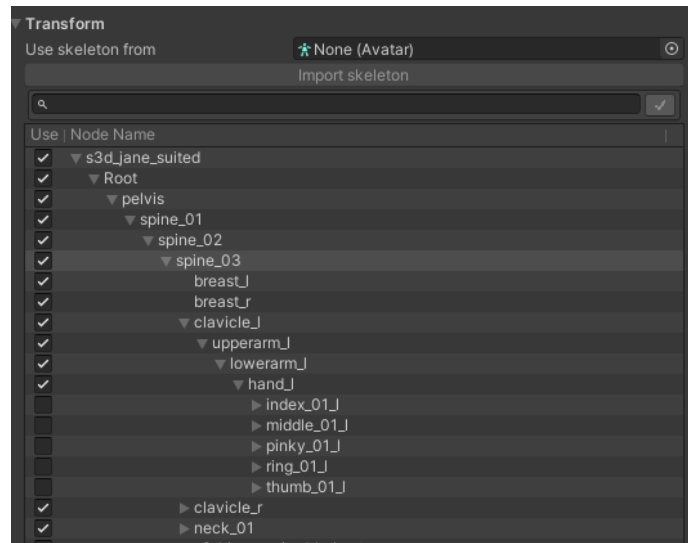 Transform
Use skeleton from None (Avatar)
Import skeleton
Use | Node Name
s3d_jane_suited
Root
pelvis
spine_01
spine_02
spine_03
breast_l
breast_r
clavicle_l
upperarm_l
lowerarm_l
hand_l
index_01_l
middle_01_l
pinky_01_l
ring_01_l
thumb_01_l
clavicle_r
neck_01